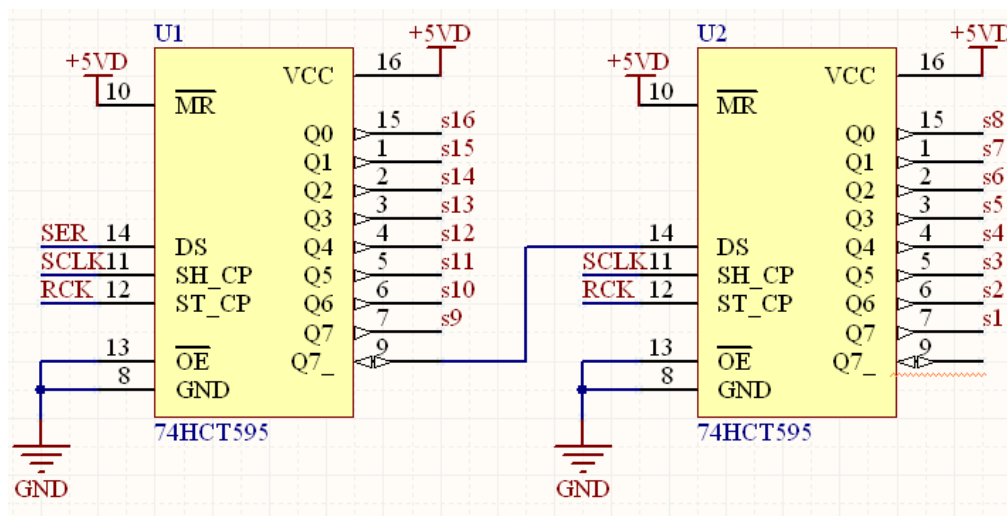 U1
+5VD
+5VD
16
VCC
10
MR
15
s16
Q0
1
s15
Q1
2
s14
Q2
3
s13
Q3
SER
14
DS
4
s12
Q4
SCLK
11
SH_CP
5
s11
Q5
RCK
12
ST_CP
6
s10
Q6
7
s9
Q7
13
OE
9
Q7_
8
GND
74HCT595
GND
U2
+5VD
+5VD
16
VCC
10
MR
15
s8
Q0
1
s7
Q1
2
s6
Q2
3
s5
Q3
14
DS
4
s4
Q4
SCLK
11
SH_CP
5
s3
Q5
RCK
12
ST_CP
6
s2
Q6
7
s1
Q7
13
OE
9
Q7_
8
GND
74HCT595
GND